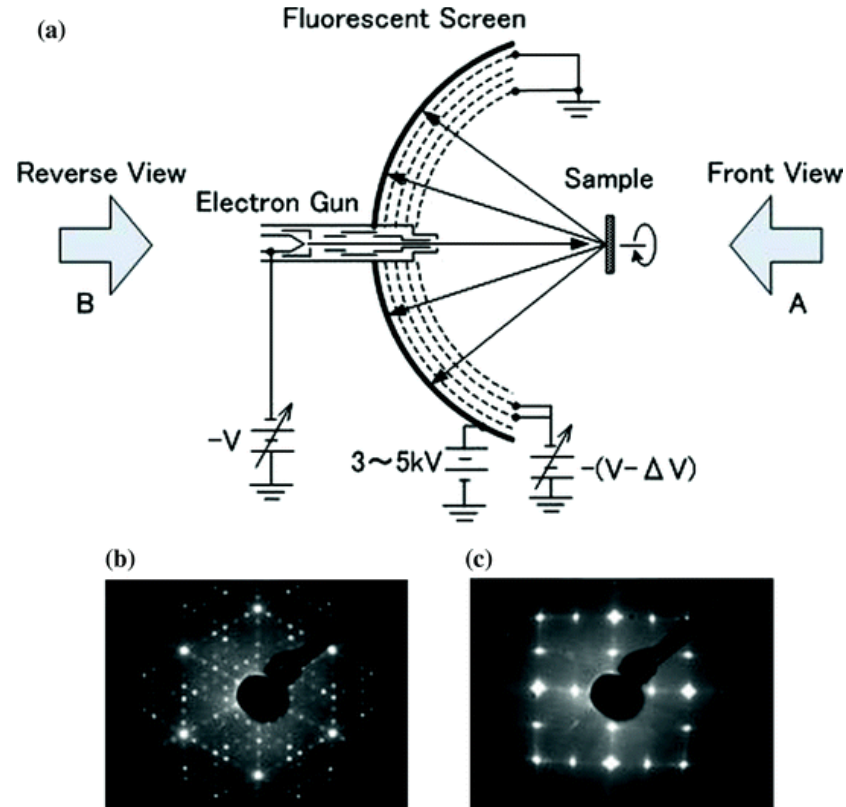 (a)
Fluorescent Screen
Reverse View
Electron Gun
Sample
Front View
B
A
-V
3~5kV
-(V-ΔV)
(b)
(c)